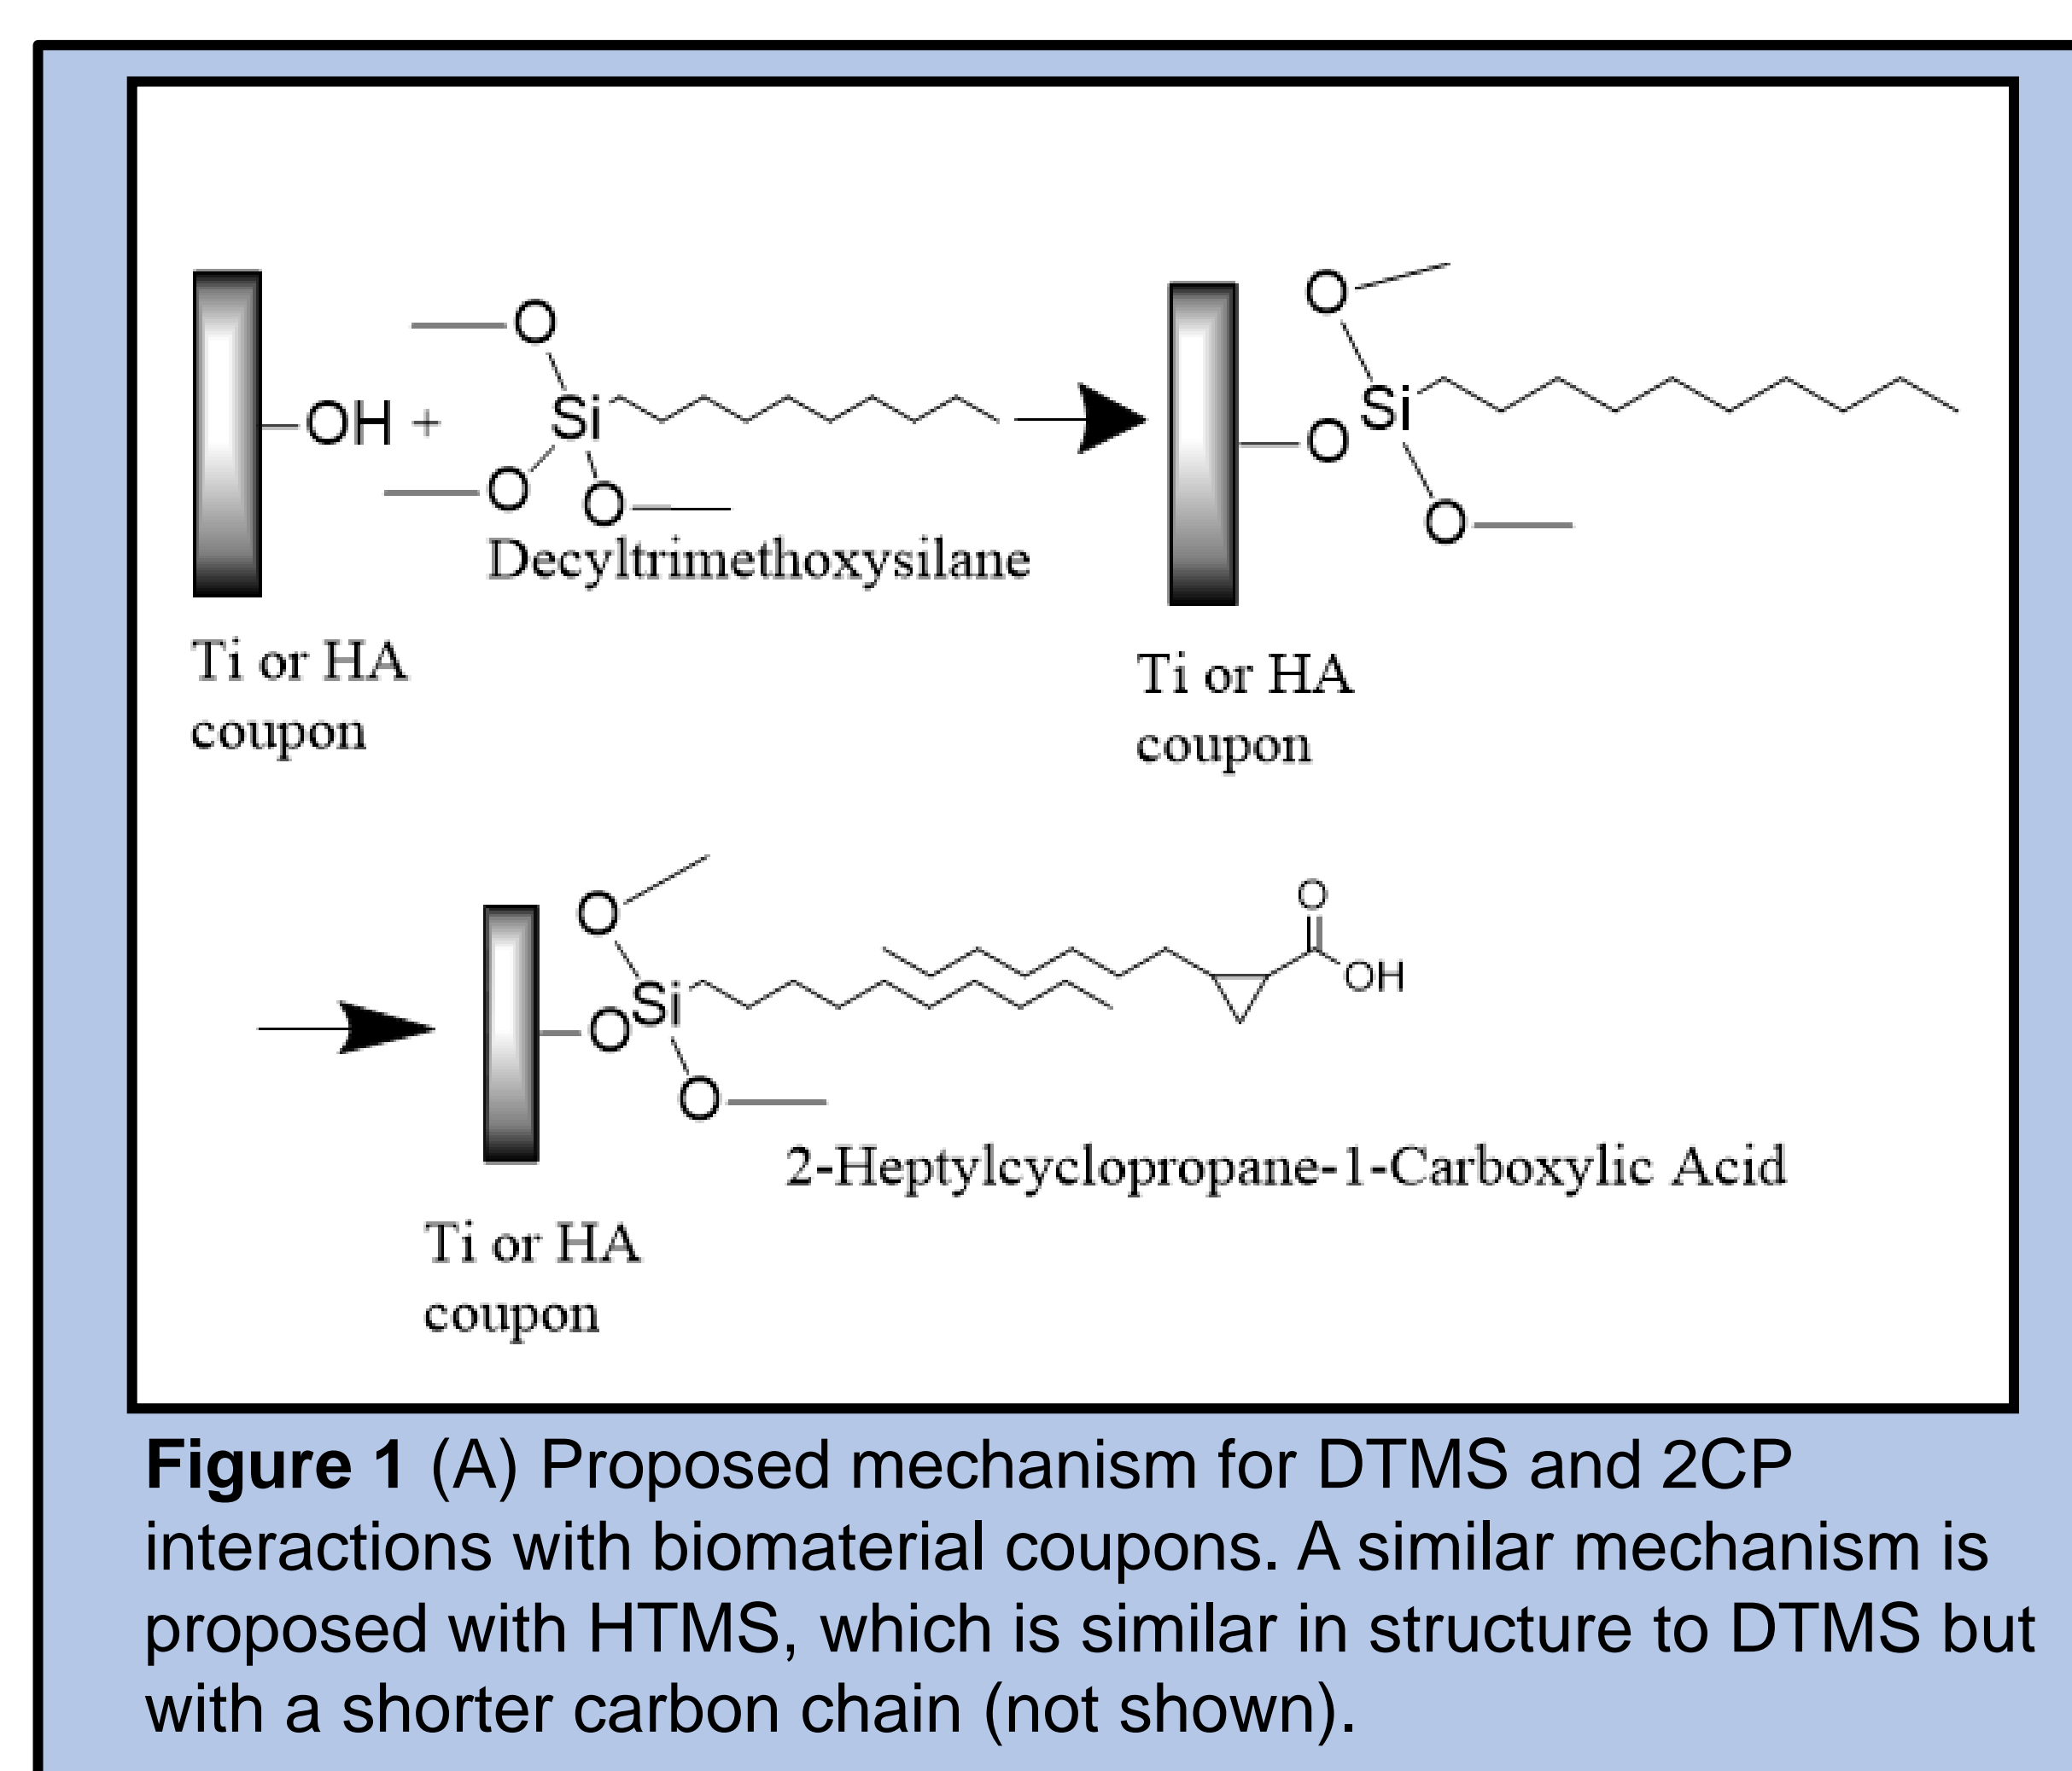 O
OH +
Si
O
O
Decyltrimethoxysilane
Ti or HA
coupon
O
Si
O
O
Ti or HA
coupon
O
O
OH
Si
O
O
2-Heptylcyclopropane-1-Carboxylic Acid
Ti or HA
coupon
Figure 1 (A) Proposed mechanism for DTMS and 2CP
interactions with biomaterial coupons. A similar mechanism is
proposed with HTMS, which is similar in structure to DTMS but
with a shorter carbon chain (not shown).